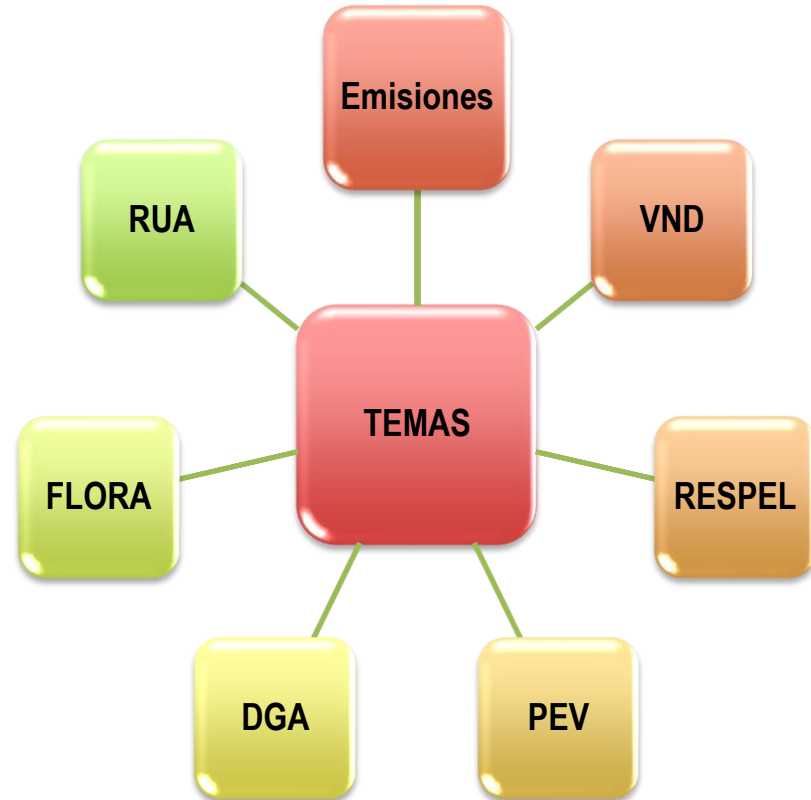 Emisiones
RUA
VND
TEMAS
FLORA
RESPEL
DGA
PEV